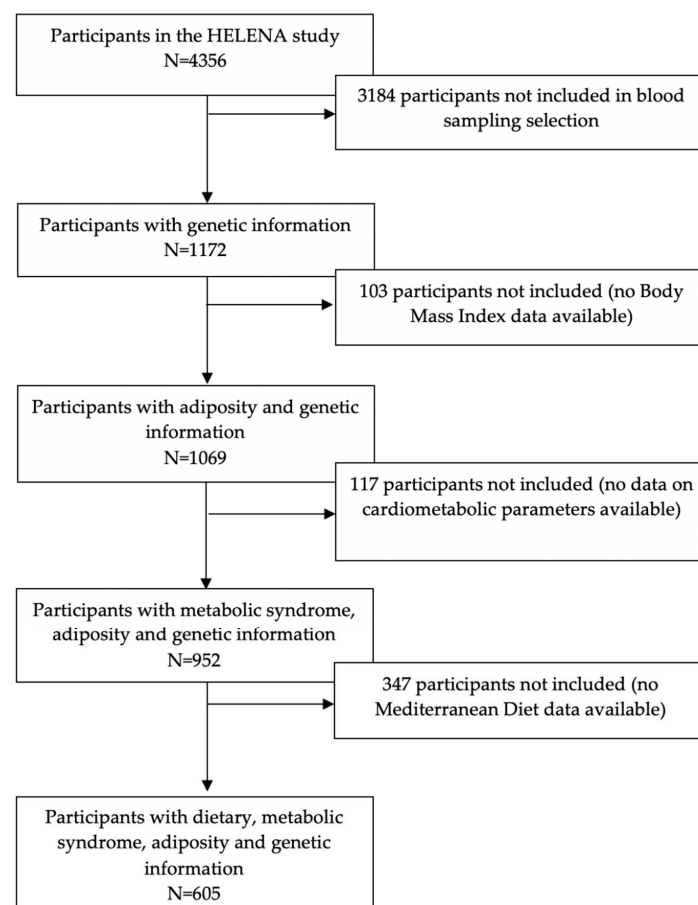 Participants in the HELENA study
N=4356
3184 participants not included in blood
sampling selection
Participants with genetic information
N=1172
103 participants not included (no Body
Mass Index data available)
Participants with adiposity and genetic
information
N=1069
117 participants not included (no data on
cardiometabolic parameters available)
Participants with metabolic syndrome,
adiposity and genetic information
N=952
347 participants not included (no
Mediterranean Diet data available)
Participants with dietary, metabolic
syndrome, adiposity and genetic
information
N=605